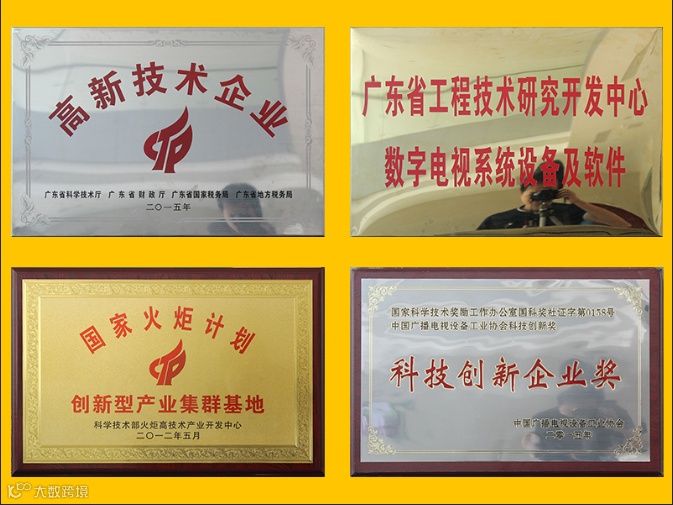 高新技术企业
广东省科学技术厅 广东省财政厅 广东省国家税务局 广东省地方税务局
二〇一五年
广东省工程技术研究开发中心
数字电视系统设备及软件
国家火炬计划
创新型产业集群基地
科学技术部火炬高技术产业开发中心
二〇一二年五月
国家科学技术奖励工作办公室国科奖社证字第0158号
中国广播电视设备工业协会科技创新奖
科技创新企业奖
中国广播电视设备工业协会
二零一五年
大数跨境